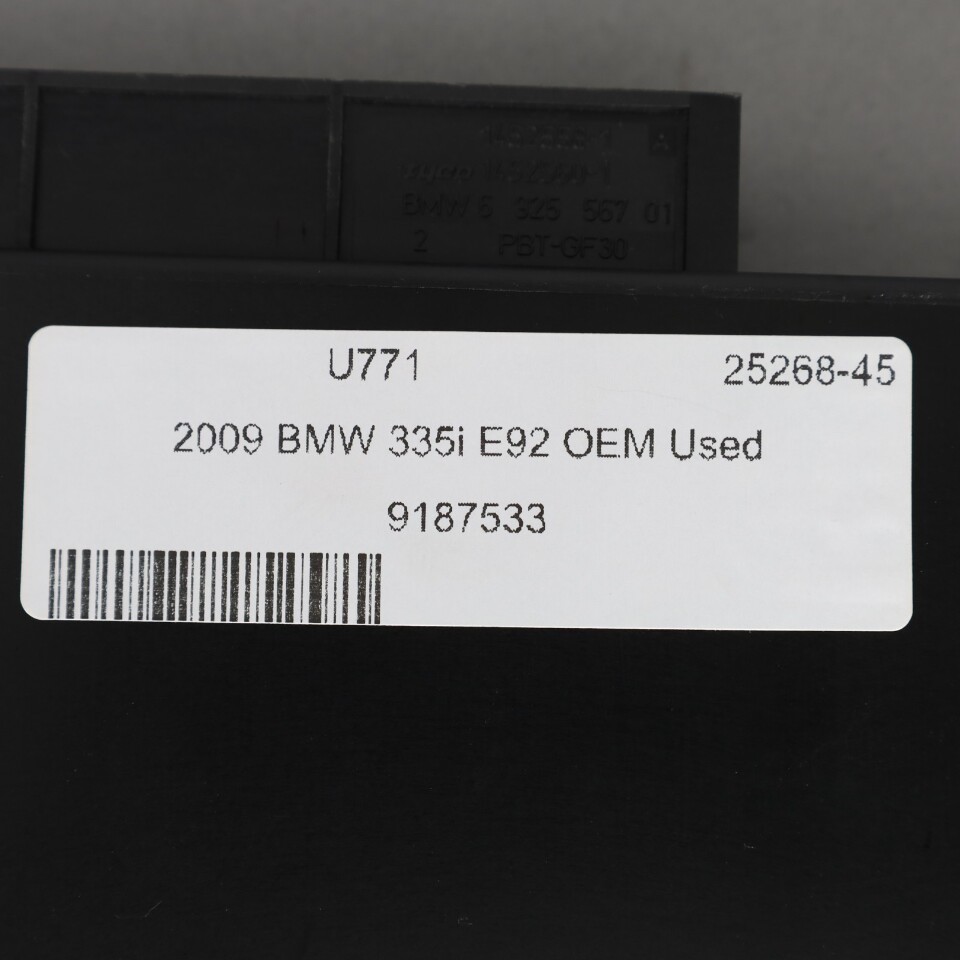 A
BMW 6 925 567 01
2 PBT-GF30
U771 25268-45
2009 BMW 335i E92 OEM Used
9187533